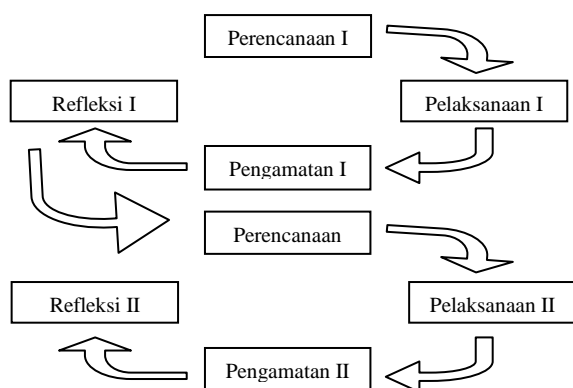 Perencanaan I
Refleksi I
Pelaksanaan I
Pengamatan I
Perencanaan
Refleksi II
Pelaksanaan II
Pengamatan II